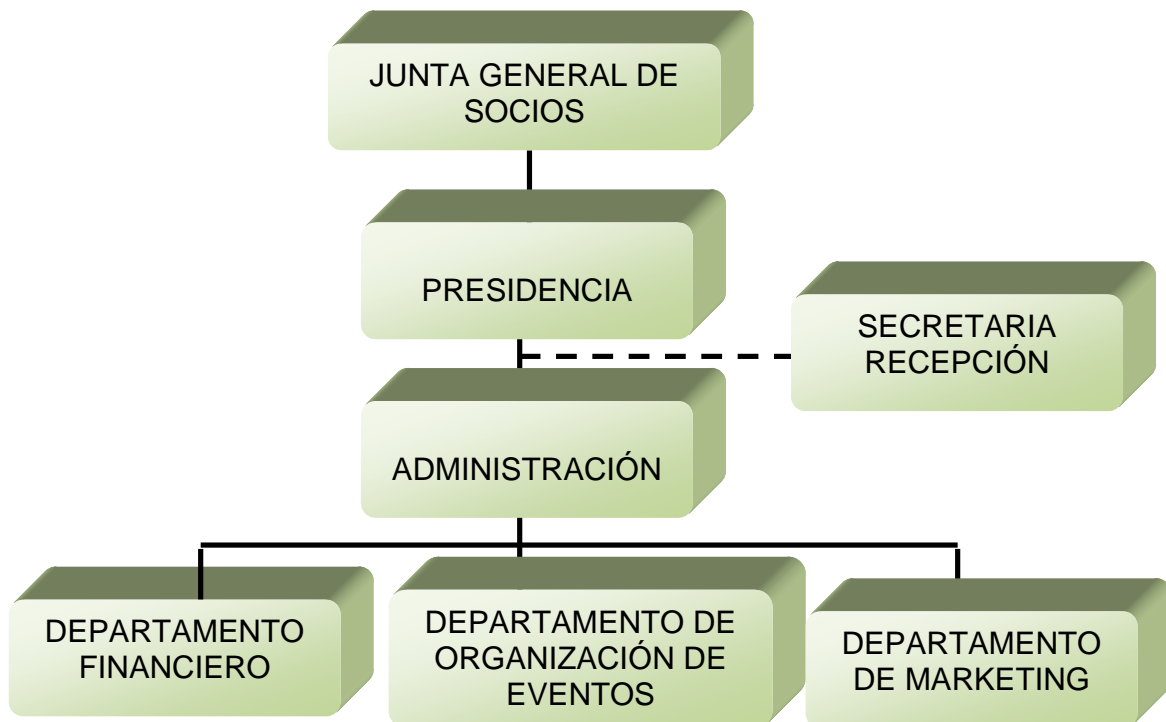 JUNTA GENERAL DE
SOCIOS
PRESIDENCIA
SECRETARIA
RECEPCIÓN
ADMINISTRACIÓN
DEPARTAMENTO
FINANCIERO
DEPARTAMENTO DE
ORGANIZACIÓN DE
EVENTOS
DEPARTAMENTO
DE MARKETING